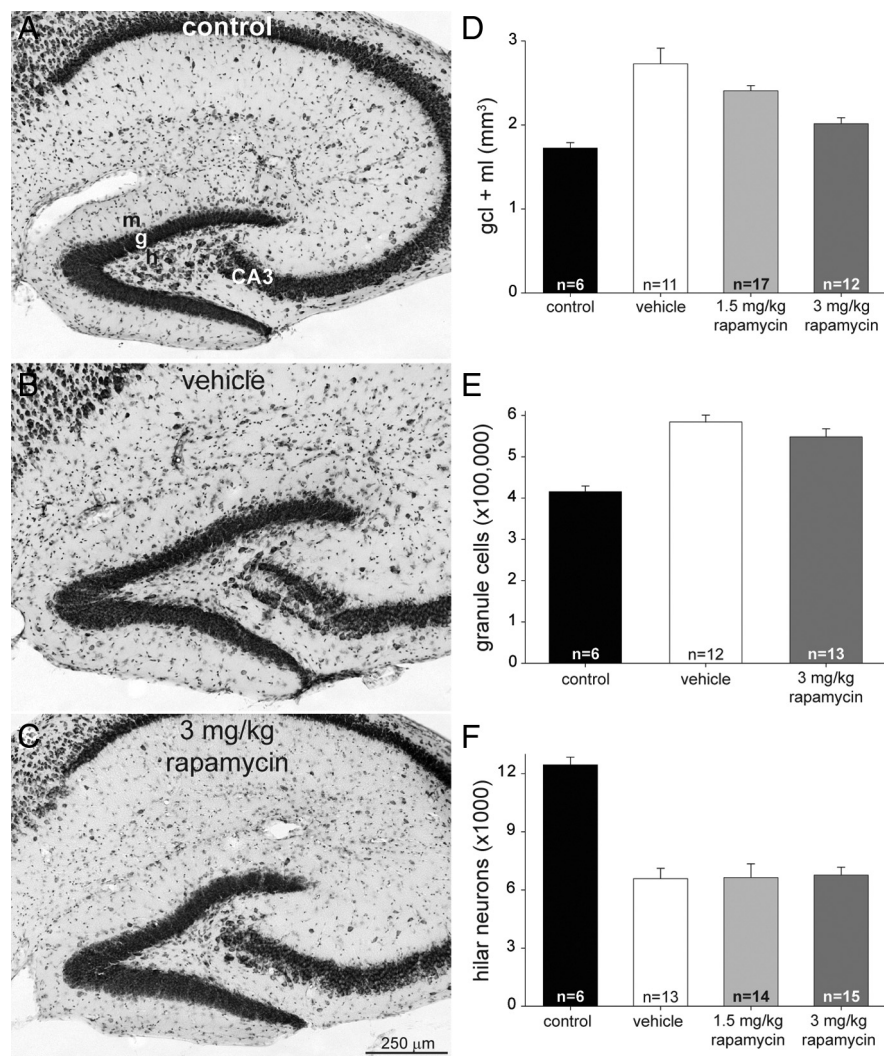 A
control
m
g
h
CA3
B
vehicle
C
3 mg/kg
rapamycin
250 μm
D
gcl + ml (mm³)
3
2
1
0
n=6
n=11
n=17
n=12
control
vehicle
1.5 mg/kg
rapamycin
3 mg/kg
rapamycin
E
granule cells (x100,000)
6
5
4
3
2
1
0
n=6
n=12
n=13
control
vehicle
3 mg/kg
rapamycin
F
hilar neurons (x1000)
12
9
6
3
0
n=6
n=13
n=14
n=15
control
vehicle
1.5 mg/kg
rapamycin
3 mg/kg
rapamycin